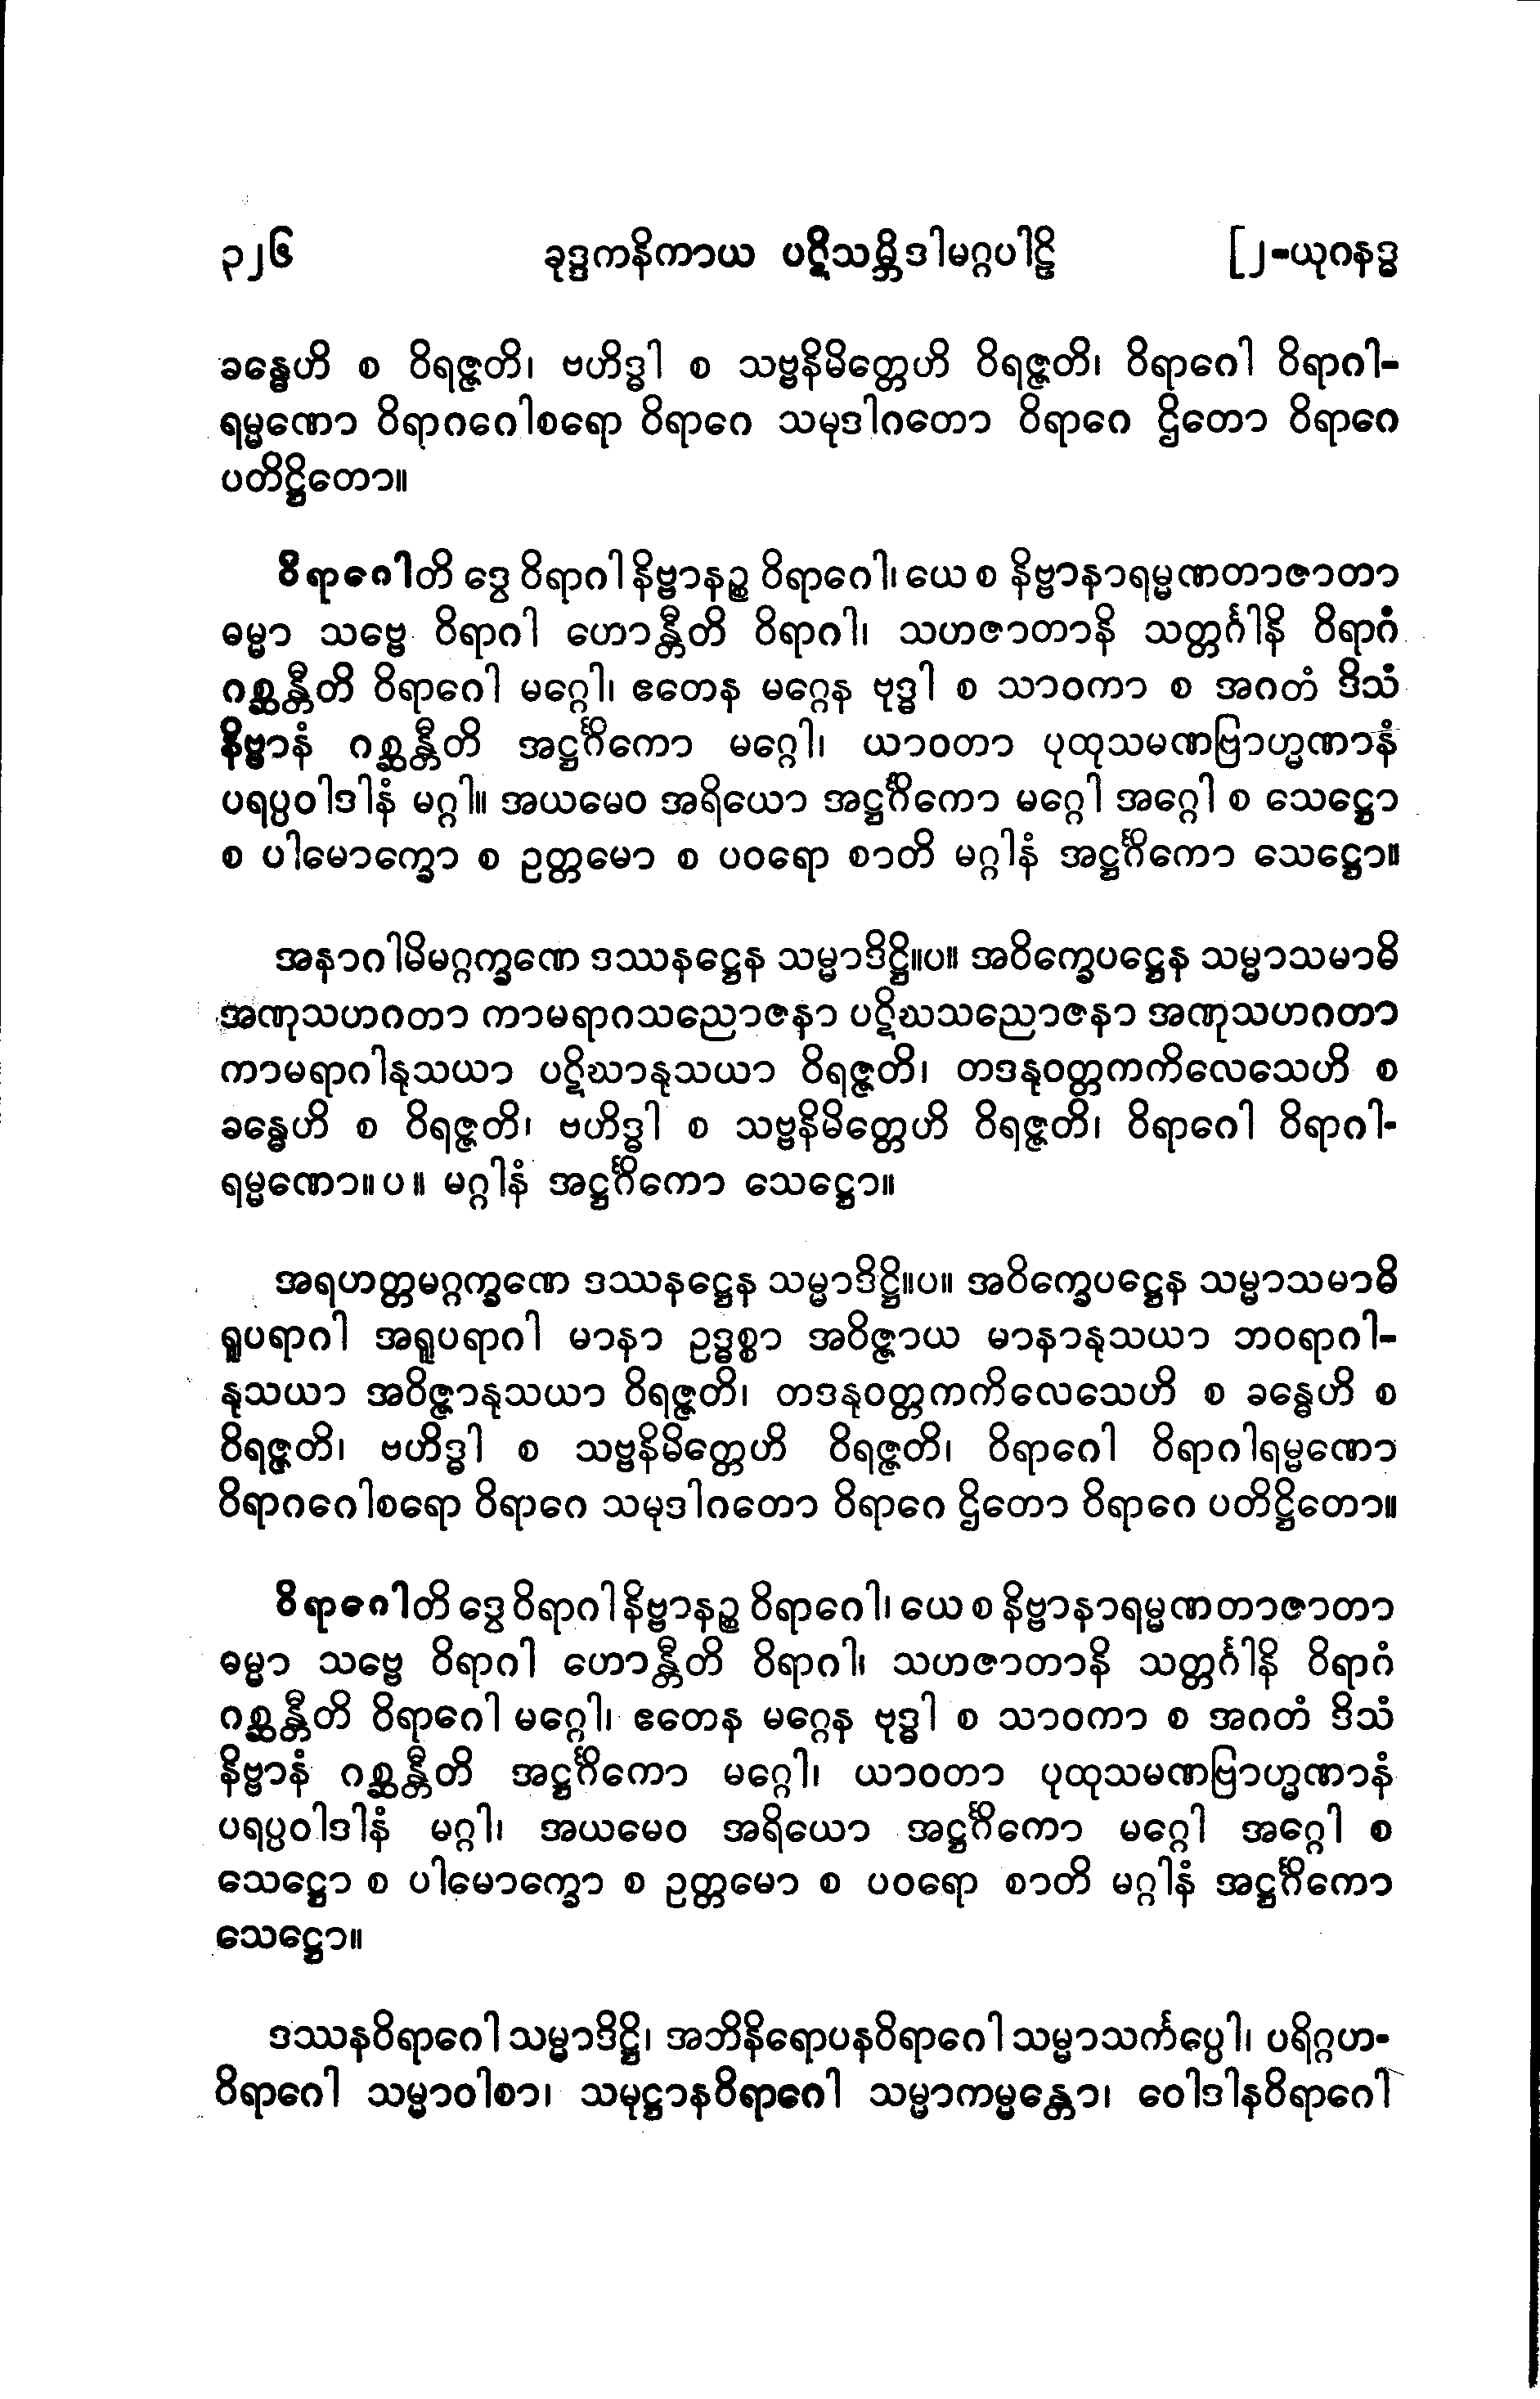 ၃၂၆ ခုဒ္ဒကနိကာယ ပဋိသမ္ဘိဒါမဂ္ဂပါဠိ [၂-ယုဂနဒ္ဓ
ခန္ဓေဟိ စ ဝိရဇ္ဇတိ၊ ဗဟိဒ္ဓါ စ သဗ္ဗနိမိတ္တေဟိ ဝိရဇ္ဇတိ၊ ဝိရာဂေါ ဝိရာဂါ-
ရမ္မဏော ဝိရာဂဂေါစရော ဝိရာဂေ သမုဒါဂတော ဝိရာဂေ ဌိတော ဝိရာဂေ
ပတိဋ္ဌိတော။
ဝိရာဂေါတိ ဒွေ ဝိရာဂါ နိဗ္ဗာနဉ္စ ဝိရာဂေါ၊ ယေ စ နိဗ္ဗာနာရမ္မဏတာဇာတာ
ဓမ္မာ သဗ္ဗေ ဝိရာဂါ ဟောန္တီတိ ဝိရာဂါ၊ သဟဇာတာနိ သတ္တင်္ဂါနိ ဝိရာဂံ
ဂစ္ဆန္တီတိ ဝိရာဂေါ မဂ္ဂေါ၊ ဧတေန မဂ္ဂေန ဗုဒ္ဓါ စ သာဝကာ စ အဂတံ ဒိသံ
နိဗ္ဗာနံ ဂစ္ဆန္တီတိ အဋ္ဌင်္ဂိကော မဂ္ဂေါ၊ ယာဝတာ ပုထုသမဏဗြာဟ္မဏာနံ
ပရပ္ပဝါဒါနံ မဂ္ဂါ။ အယမေဝ အရိယော အဋ္ဌင်္ဂိကော မဂ္ဂေါ အဂ္ဂေါ စ သေဋ္ဌော
စ ပါမောက္ခော စ ဥတ္တမော စ ပဝရော စာတိ မဂ္ဂါနံ အဋ္ဌင်္ဂိကော သေဋ္ဌော။
အနာဂါမိမဂ္ဂက္ခဏေ ဒဿနဋ္ဌေန သမ္မာဒိဋ္ဌိ။ပ။ အဝိက္ခေပဋ္ဌေန သမ္မာသမာဓိ
အဏုသဟဂတာ ကာမရာဂသညောဇနာ ပဋိဃသညောဇနာ အဏုသဟဂတာ
ကာမရာဂါနုသယာ ပဋိဃာနုသယာ ဝိရဇ္ဇတိ၊ တဒနုဝတ္တကကိလေသေဟိ စ
ခန္ဓေဟိ စ ဝိရဇ္ဇတိ၊ ဗဟိဒ္ဓါ စ သဗ္ဗနိမိတ္တေဟိ ဝိရဇ္ဇတိ၊ ဝိရာဂေါ ဝိရာဂါ-
ရမ္မဏော။ပ။ မဂ္ဂါနံ အဋ္ဌင်္ဂိကော သေဋ္ဌော။
အရဟတ္တမဂ္ဂက္ခဏေ ဒဿနဋ္ဌေန သမ္မာဒိဋ္ဌိ။ပ။ အဝိက္ခေပဋ္ဌေန သမ္မာသမာဓိ
ရူပရာဂါ အရူပရာဂါ မာနာ ဥဒ္ဓစ္စာ အဝိဇ္ဇာယ မာနာနုသယာ ဘဝရာဂါ-
နုသယာ အဝိဇ္ဇာနုသယာ ဝိရဇ္ဇတိ၊ တဒနုဝတ္တကကိလေသေဟိ စ ခန္ဓေဟိ စ
ဝိရဇ္ဇတိ၊ ဗဟိဒ္ဓါ စ သဗ္ဗနိမိတ္တေဟိ ဝိရဇ္ဇတိ၊ ဝိရာဂေါ ဝိရာဂါရမ္မဏော
ဝိရာဂဂေါစရော ဝိရာဂေ သမုဒါဂတော ဝိရာဂေ ဌိတော ဝိရာဂေ ပတိဋ္ဌိတော။
ဝိရာဂေါတိ ဒွေ ဝိရာဂါ နိဗ္ဗာနဉ္စ ဝိရာဂေါ၊ ယေ စ နိဗ္ဗာနာရမ္မဏတာဇာတာ
ဓမ္မာ သဗ္ဗေ ဝိရာဂါ ဟောန္တီတိ ဝိရာဂါ၊ သဟဇာတာနိ သတ္တင်္ဂါနိ ဝိရာဂံ
ဂစ္ဆန္တီတိ ဝိရာဂေါ မဂ္ဂေါ၊ ဧတေန မဂ္ဂေန ဗုဒ္ဓါ စ သာဝကာ စ အဂတံ ဒိသံ
နိဗ္ဗာနံ ဂစ္ဆန္တီတိ အဋ္ဌင်္ဂိကော မဂ္ဂေါ၊ ယာဝတာ ပုထုသမဏဗြာဟ္မဏာနံ
ပရပ္ပဝါဒါနံ မဂ္ဂါ၊ အယမေဝ အရိယော အဋ္ဌင်္ဂိကော မဂ္ဂေါ အဂ္ဂေါ စ
သေဋ္ဌော စ ပါမောက္ခော စ ဥတ္တမော စ ပဝရော စာတိ မဂ္ဂါနံ အဋ္ဌင်္ဂိကော
သေဋ္ဌော။
ဒဿနဝိရာဂေါ သမ္မာဒိဋ္ဌိ၊ အဘိနိရောပနဝိရာဂေါ သမ္မာသင်္ကပ္ပေါ၊ ပရိဂ္ဂဟ-
ဝိရာဂေါ သမ္မာဝါစာ၊ သမုဋ္ဌာနဝိရာဂေါ သမ္မာကမ္မန္တော၊ ဝေါဒါနဝိရာဂေါ